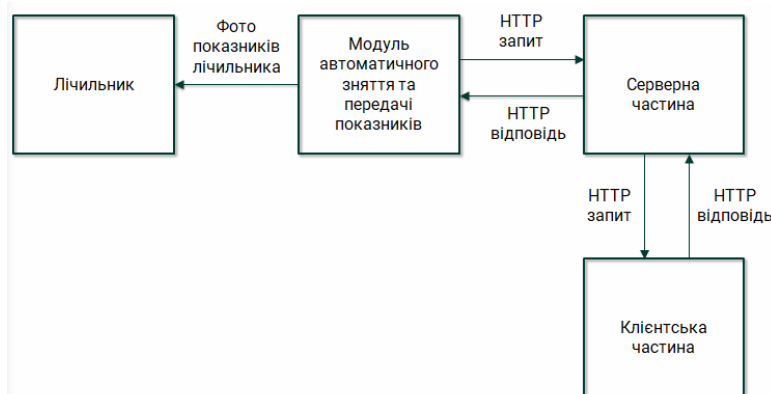 Лічильник
Фото
показників
лічильника
Модуль
автоматичного
зняття та
передачі
показників
HTTP
запит
HTTP
відповідь
Серверна
частина
HTTP
запит
HTTP
відповідь
Клієнтська
частина